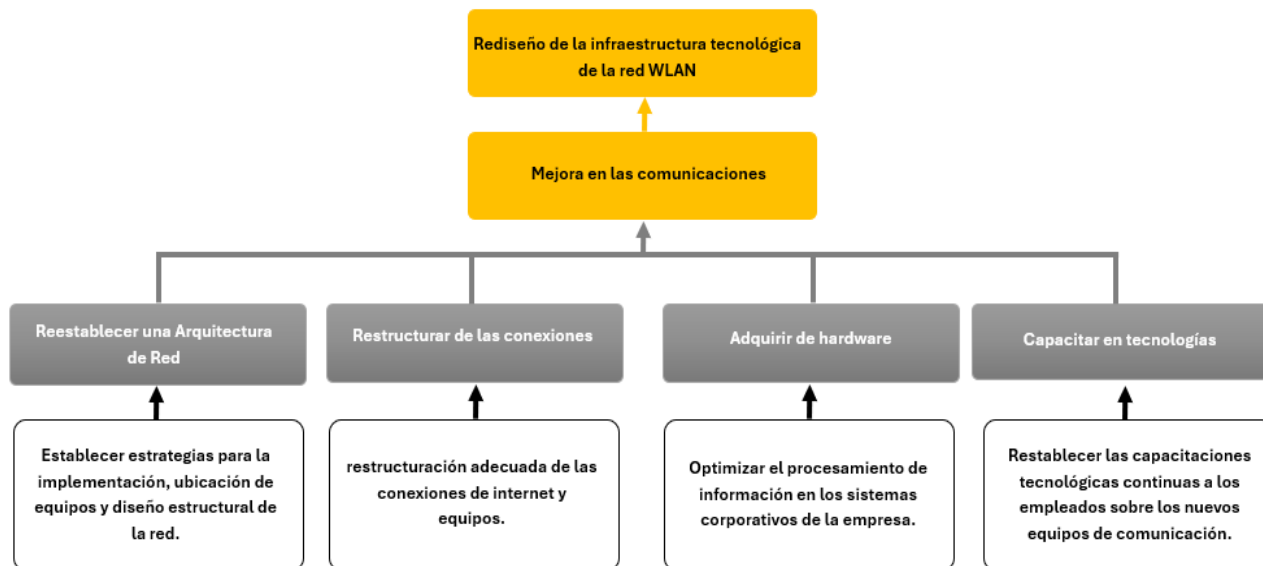 Rediseño de la infraestructura tecnológica
de la red WLAN
Mejora en las comunicaciones
Reestablecer una Arquitectura
de Red
Restructurar de las conexiones
Adquirir de hardware
Capacitar en tecnologías
Establecer estrategias para la
implementación, ubicación de
equipos y diseño estructural de
la red.
restructuración adecuada de las
conexiones de internet y
equipos.
Optimizar el procesamiento de
información en los sistemas
corporativos de la empresa.
Restablecer las capacitaciones
tecnológicas continuas a los
empleados sobre los nuevos
equipos de comunicación.